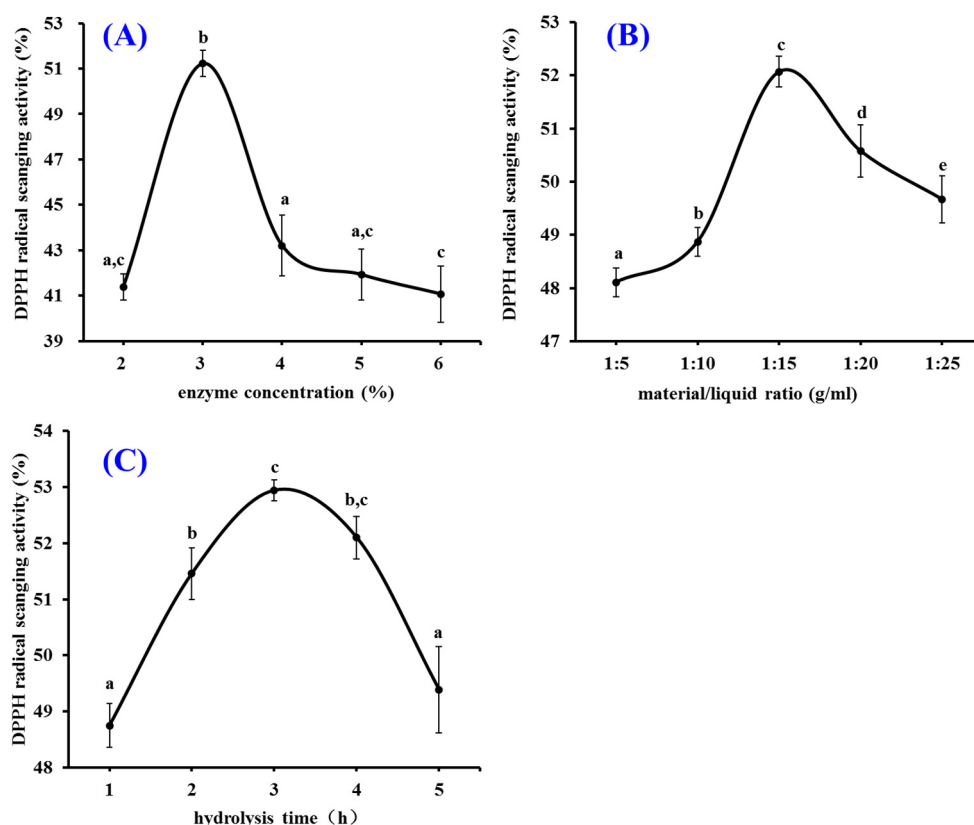 (A)
DPPH radical scanging activity (%)
53
51
49
47
45
43
41
39
a,c
b
a
a,c
c
2 3 4 5 6
enzyme concentration (%)
(B)
DPPH radical scanging activity (%)
53
52
51
50
49
48
47
a
b
c
d
e
1:5 1:10 1:15 1:20 1:25
material/liquid ratio (g/ml)
(C)
DPPH radical scanging activity (%)
54
53
52
51
50
49
48
a
b
c
b,c
a
1 2 3 4 5
hydrolysis time（h）